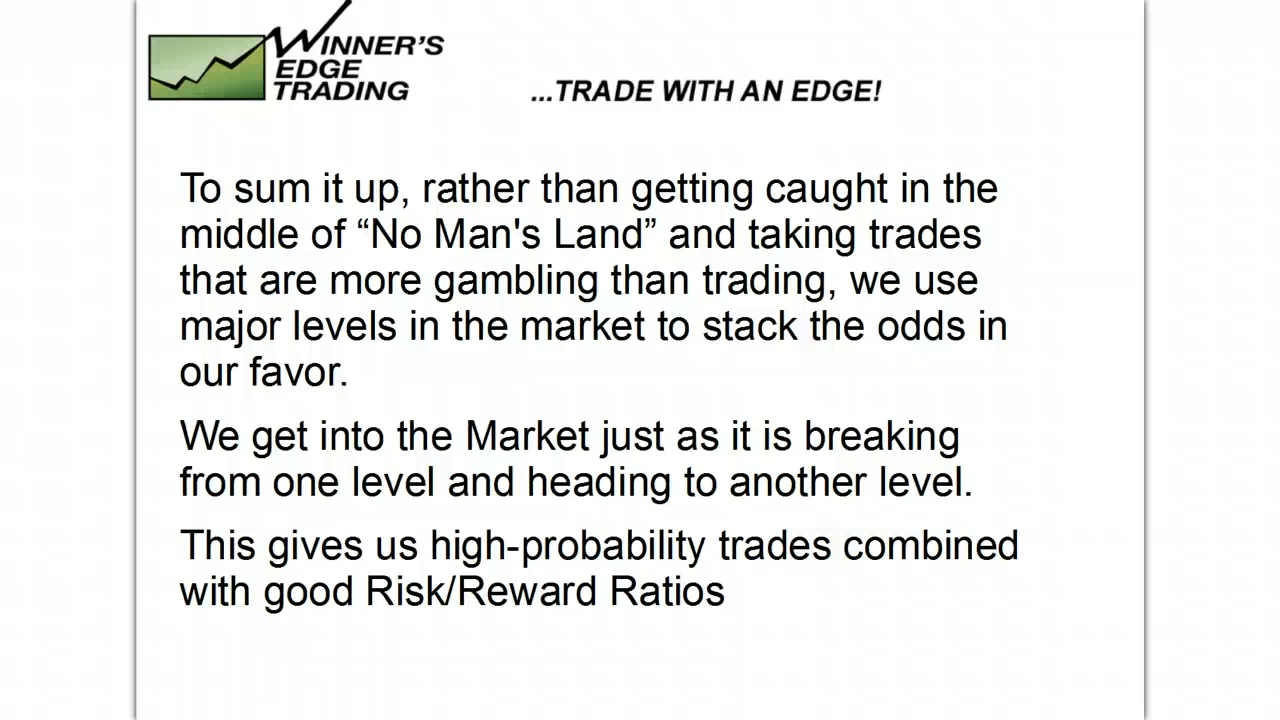 WINNER'S
EDGE
TRADING
...TRADE WITH AN EDGE!
To sum it up, rather than getting caught in the
middle of “No Man's Land” and taking trades
that are more gambling than trading, we use
major levels in the market to stack the odds in
our favor.
We get into the Market just as it is breaking
from one level and heading to another level.
This gives us high-probability trades combined
with good Risk/Reward Ratios